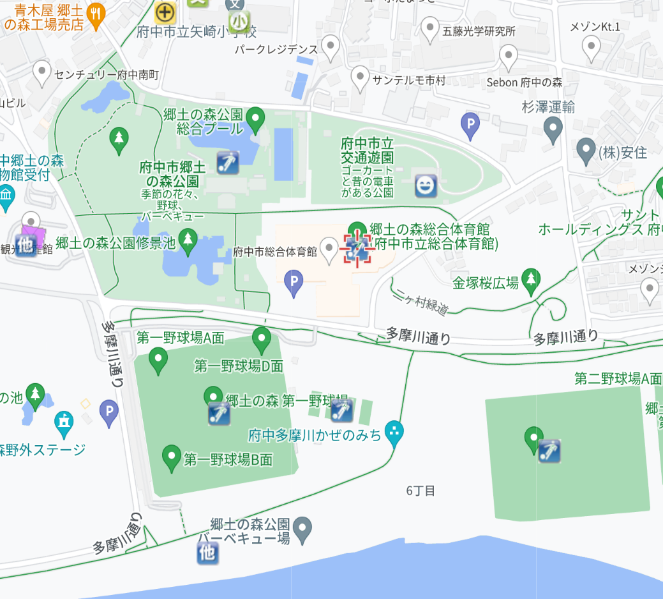 青木屋 郷土
の森工場売店
文
小
府中市立矢崎小学校
パークレジデンス
五藤光学研究所
メゾンKt.1
センチュリー府中南町
サンテルモ市村
Sebon 府中の森
山ビル
郷土の森公園
総合プール
杉澤運輸
P
府中市立
交通遊園
ゴーカート
と昔の電車
がある公園
(株)安住
中郷土の森
物館受付
府中市郷土
の森公園
季節の花々、
野球、
バーベキュー
サント
ホールディングス 府
郷土の森総合体育館
(府中市立総合体育館)
他
郷土の森公園修景池
府中市総合体育館
P
金塚桜広場
メゾン
三ヶ村緑道
多摩川通り
第一野球場A面
多摩川通り
多摩川通り
第一野球場D面
第二野球場A面
の池
P
郷土の森 第一野球場
郷
土
森野外ステージ
府中多摩川かぜのみち
第一野球場B面
6丁目
多摩川通り
郷土の森公園
バーベキュー場
他